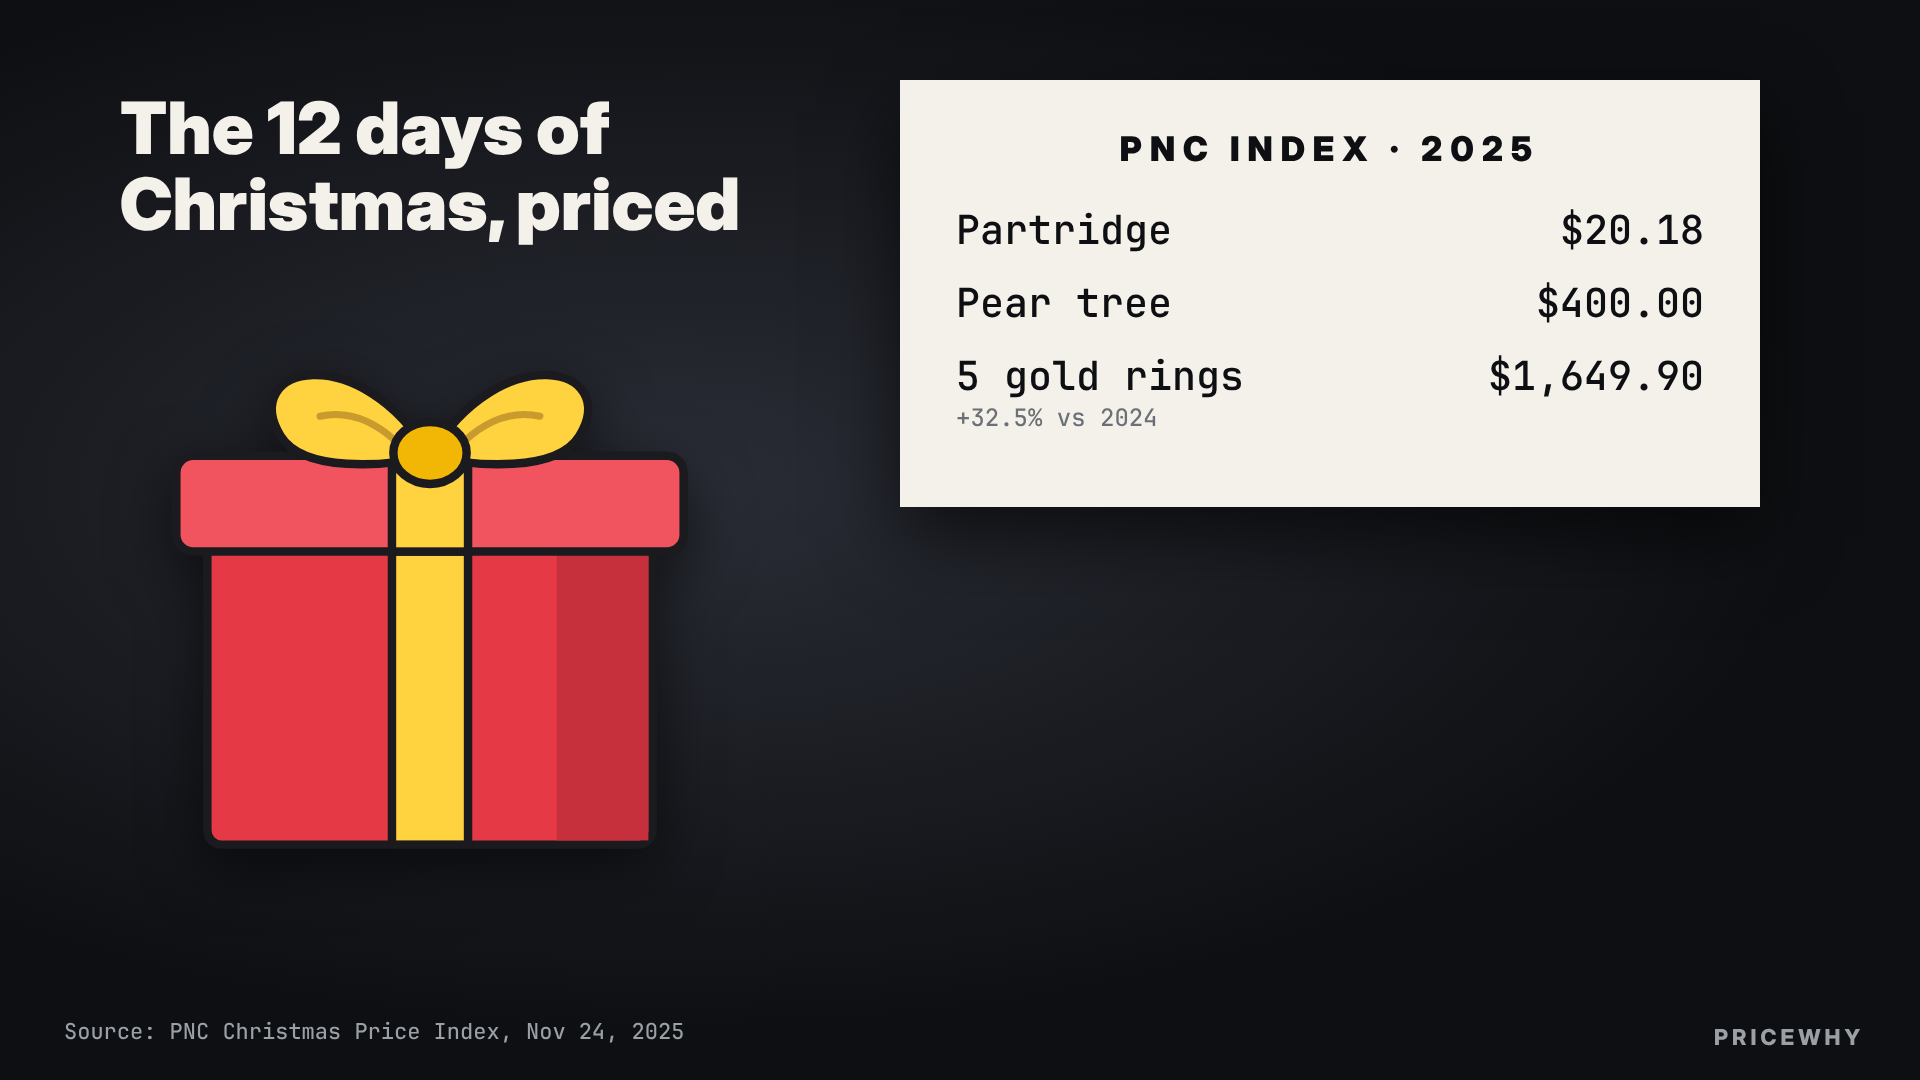 The 12 days of
Christmas, priced
PNC INDEX · 2025
Partridge $20.18
Pear tree $400.00
5 gold rings $1,649.90
+32.5% vs 2024
Source: PNC Christmas Price Index, Nov 24, 2025
PRICEWHY